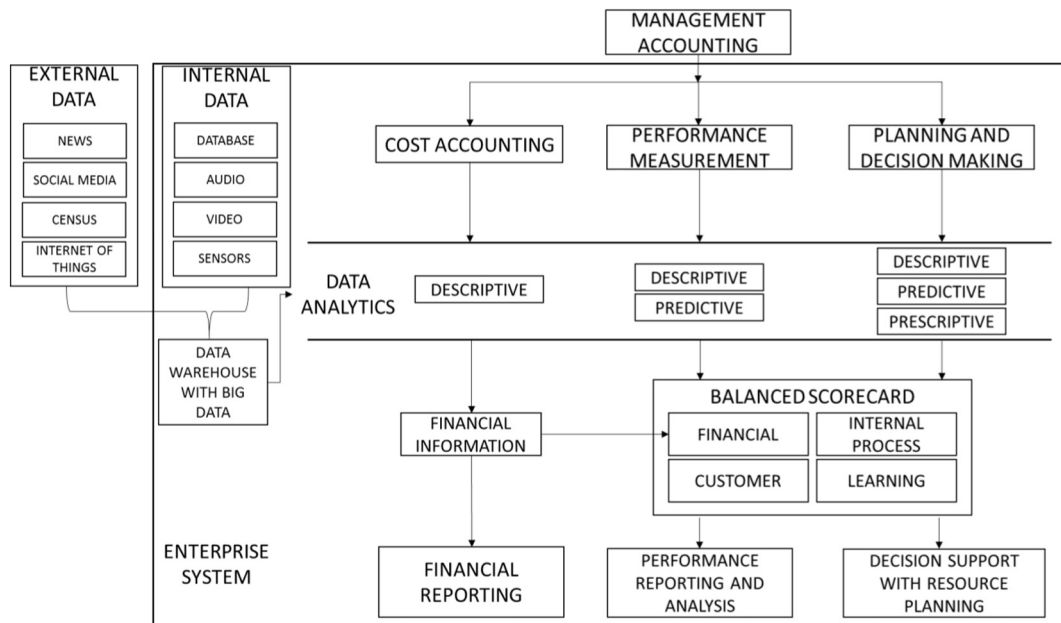 MANAGEMENT
ACCOUNTING
EXTERNAL
DATA
NEWS
SOCIAL MEDIA
CENSUS
INTERNET OF
THINGS
INTERNAL
DATA
DATABASE
AUDIO
VIDEO
SENSORS
COST ACCOUNTING
PERFORMANCE
MEASUREMENT
PLANNING AND
DECISION MAKING
DATA
ANALYTICS
DESCRIPTIVE
DESCRIPTIVE
PREDICTIVE
DESCRIPTIVE
PREDICTIVE
PRESCRIPTIVE
DATA
WAREHOUSE
WITH BIG
DATA
FINANCIAL
INFORMATION
BALANCED SCORECARD
FINANCIAL
INTERNAL
PROCESS
CUSTOMER
LEARNING
ENTERPRISE
SYSTEM
FINANCIAL
REPORTING
PERFORMANCE
REPORTING AND
ANALYSIS
DECISION SUPPORT
WITH RESOURCE
PLANNING